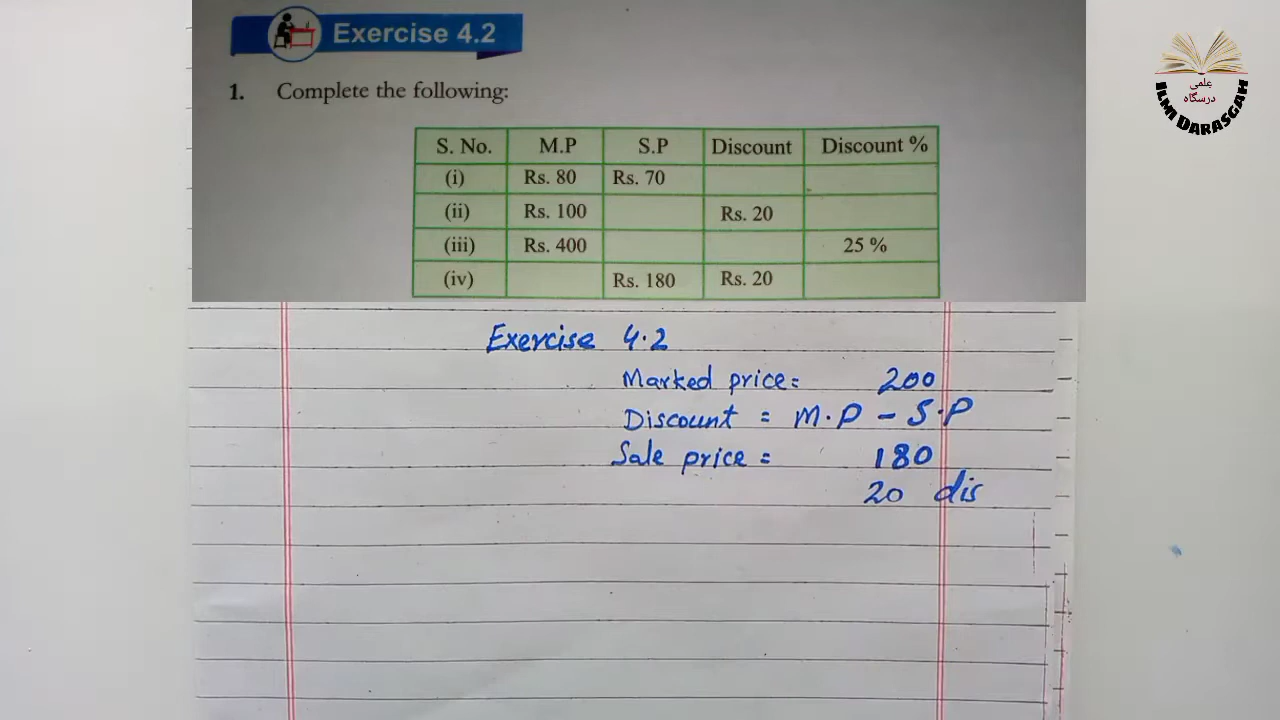 Exercise 4.2
1. Complete the following:
S. No. M.P S.P Discount Discount %
(i) Rs. 80 Rs. 70
(ii) Rs. 100 Rs. 20
(iii) Rs. 400 25 %
(iv) Rs. 180 Rs. 20
علمی
درسگاه
ILMI DARASGAH
Exercise 4.2
Marked price= 200
Discount = M.P - S.P
Sale price = 180
20 dis